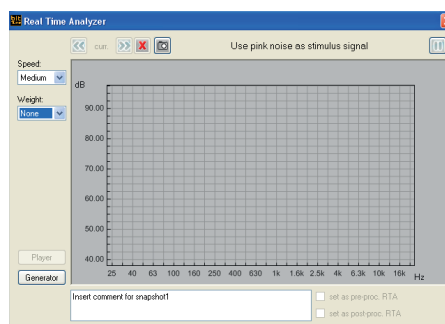 Real Time Analyzer
curr.
Use pink noise as stimulus signal
Speed:
Medium
Weight:
None
dB
90.00
80.00
70.00
60.00
50.00
40.00
25 40 63 100 160 250 400 630 1k 1.6k 2.5k 4k 6.3k 10k 16k Hz
Player
Generator
Insert comment for snapshot1
set as pre-proc. RTA
set as post-proc. RTA